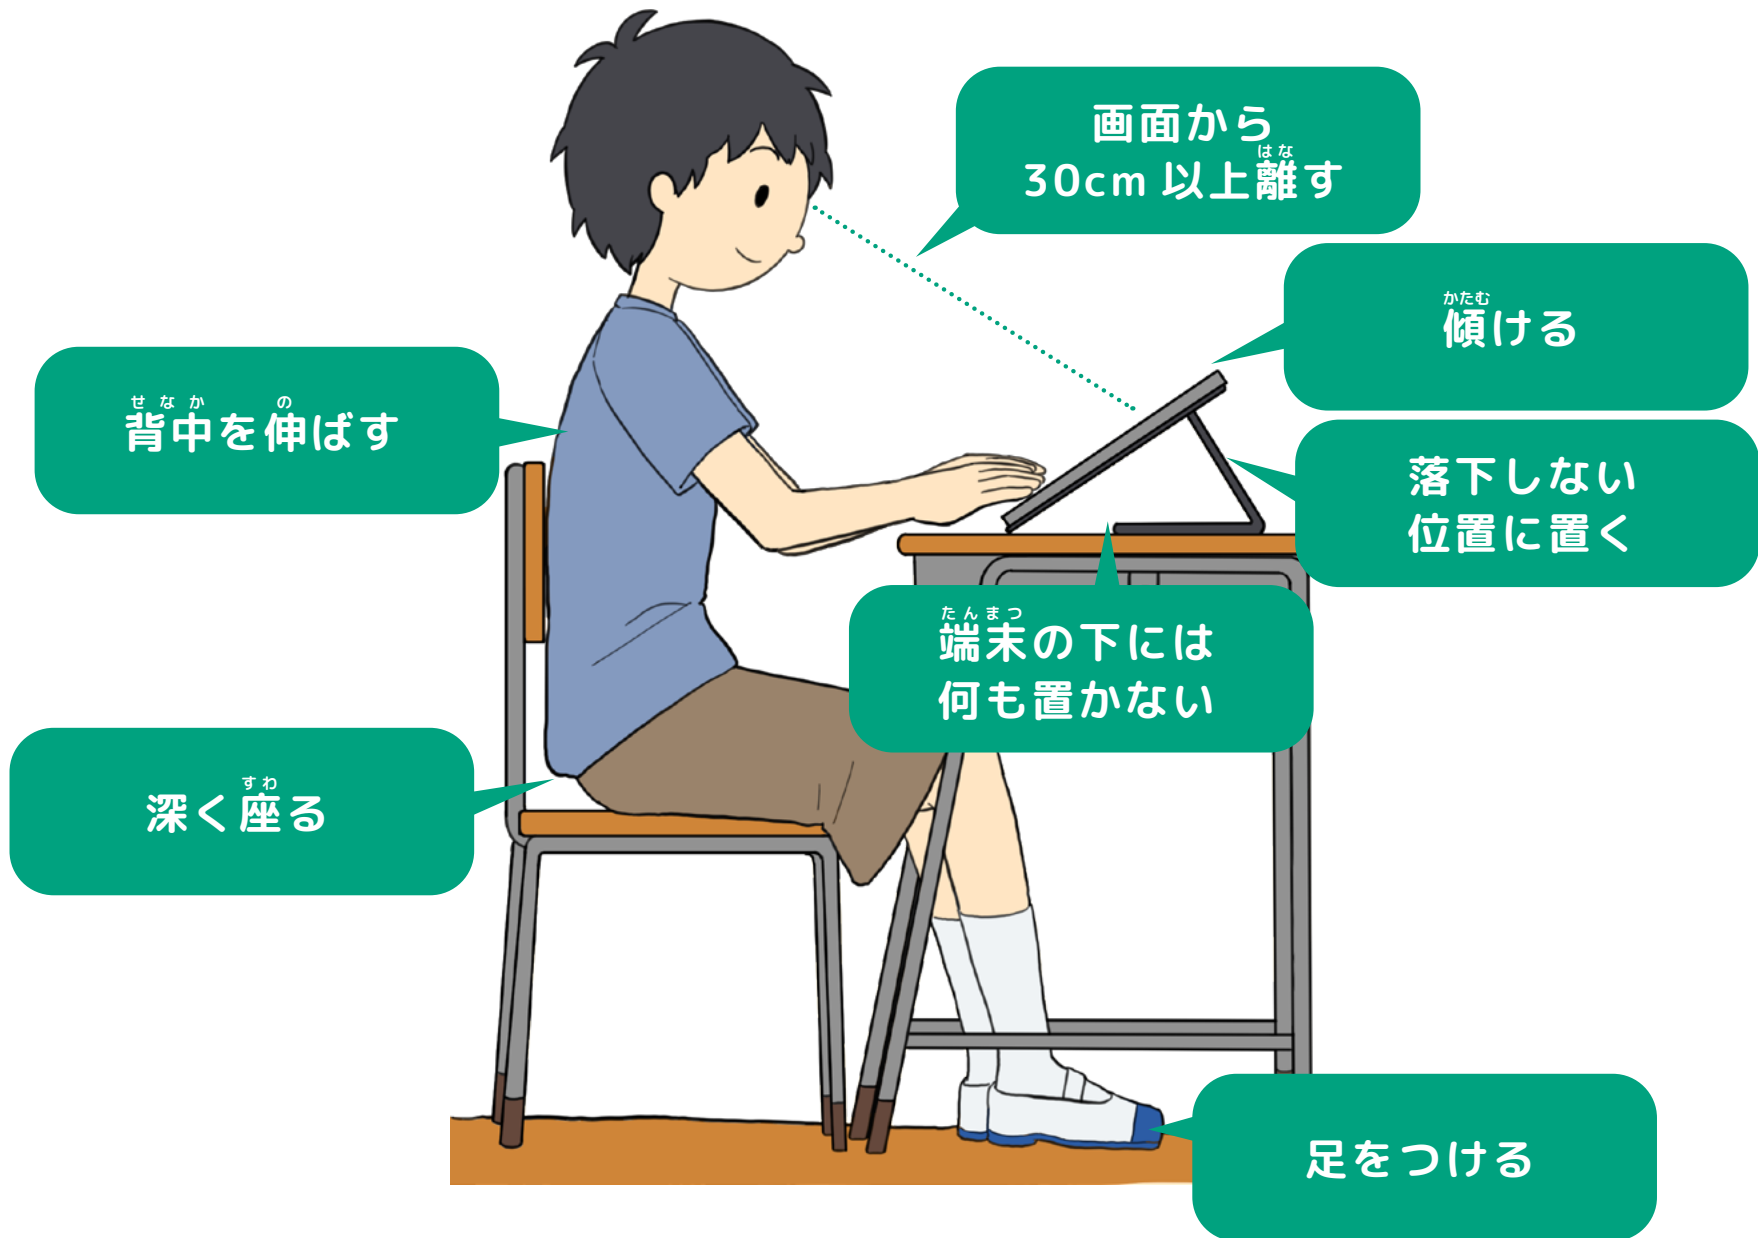 画面から
30cm 以上離す
はな
傾ける
かたむ
背中を伸ばす
せなか の
落下しない
位置に置く
端末の下には
たんまつ
何も置かない
深く座る
すわ
足をつける